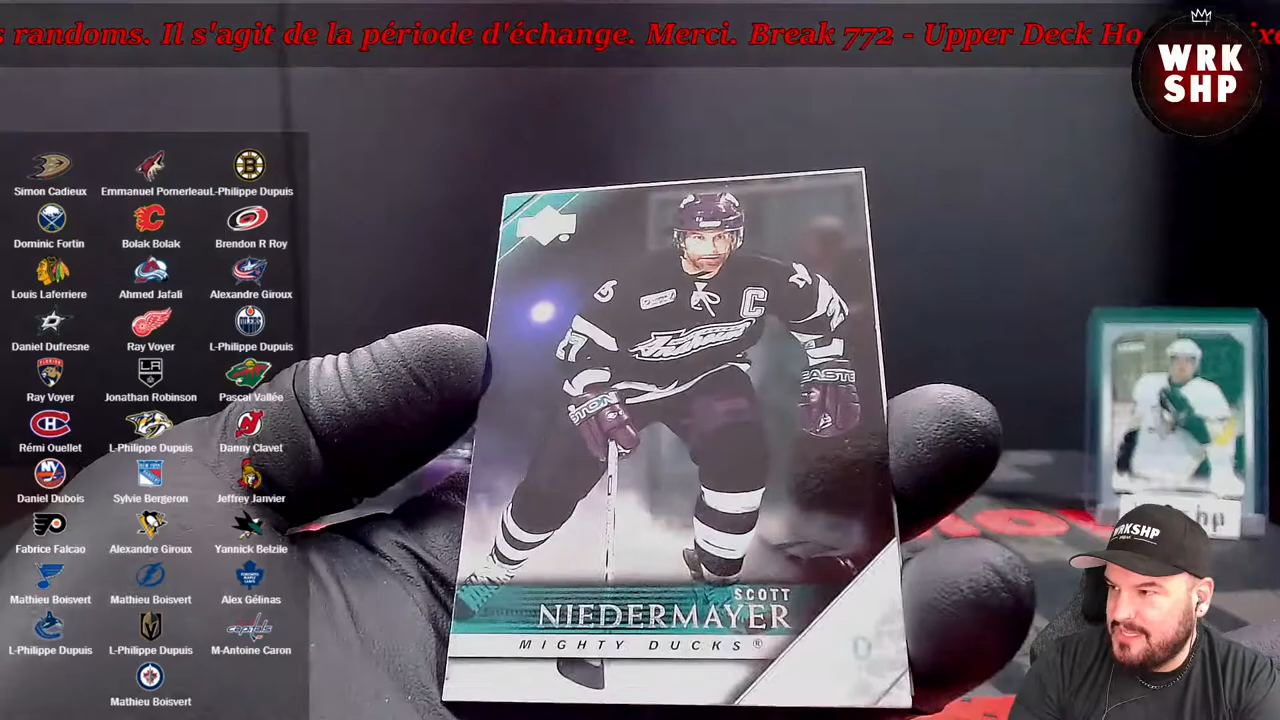 s randoms. Il s'agit de la période d'échange. Merci. Break 772 - Upper Deck Ho
WRK
SHP
Simon Cadieux
Emmanuel Pomerleau
L-Philippe Dupuis
Dominic Fortin
Bolak Bolak
Brendon R Roy
Louis Laferriere
Ahmed Jafali
Alexandre Giroux
Daniel Dufresne
Ray Voyer
L-Philippe Dupuis
Ray Voyer
Jonathan Robinson
Pascal Vallée
Rémi Ouellet
L-Philippe Dupuis
Danny Clavet
Daniel Dubois
Sylvie Bergeron
Jeffrey Janvier
Fabrice Falcao
Alexandre Giroux
Yannick Belzile
Mathieu Boisvert
Mathieu Boisvert
Alex Gélinas
L-Philippe Dupuis
L-Philippe Dupuis
M-Antoine Caron
Mathieu Boisvert
C
EASTO
TON
SCOTT
NIEDERMAYER
MIGHTY DUCKS®
WRKSHP